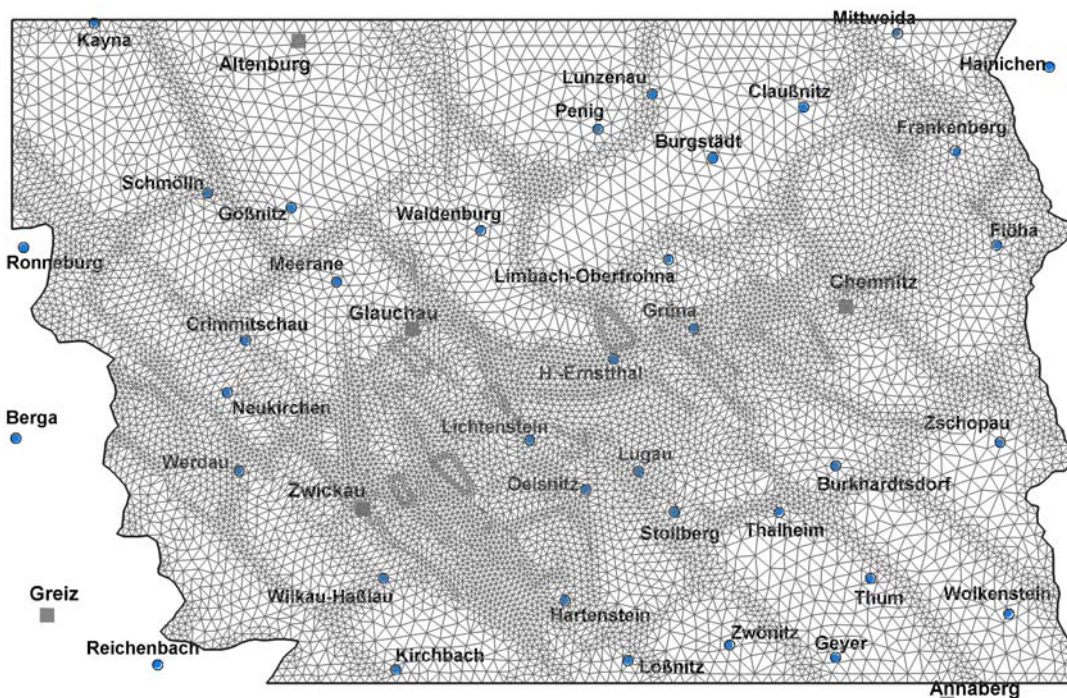 Mittweida
Kayna
Altenburg
Hainichen
Lunzenau
Claußnitz
Penig
Frankenberg
Burgstädt
Schmölln
Gößnitz
Waldenburg
Flöha
Ronneburg
Meerane
Limbach-Oberfrohna
Chemnitz
Glauchau
Grüna
Crimmitschau
H.-Ernstthal
Neukirchen
Berga
Lichtenstein
Zschopau
Werdau
Lugau
Zwickau
Oelsnitz
Burkhardtsdorf
Stollberg
Thalheim
Greiz
Wilkau-Haßlau
Thum
Wolkenstein
Hartenstein
Reichenbach
Kirchbach
Zwönitz
Geyer
Loßnitz
Annaberg